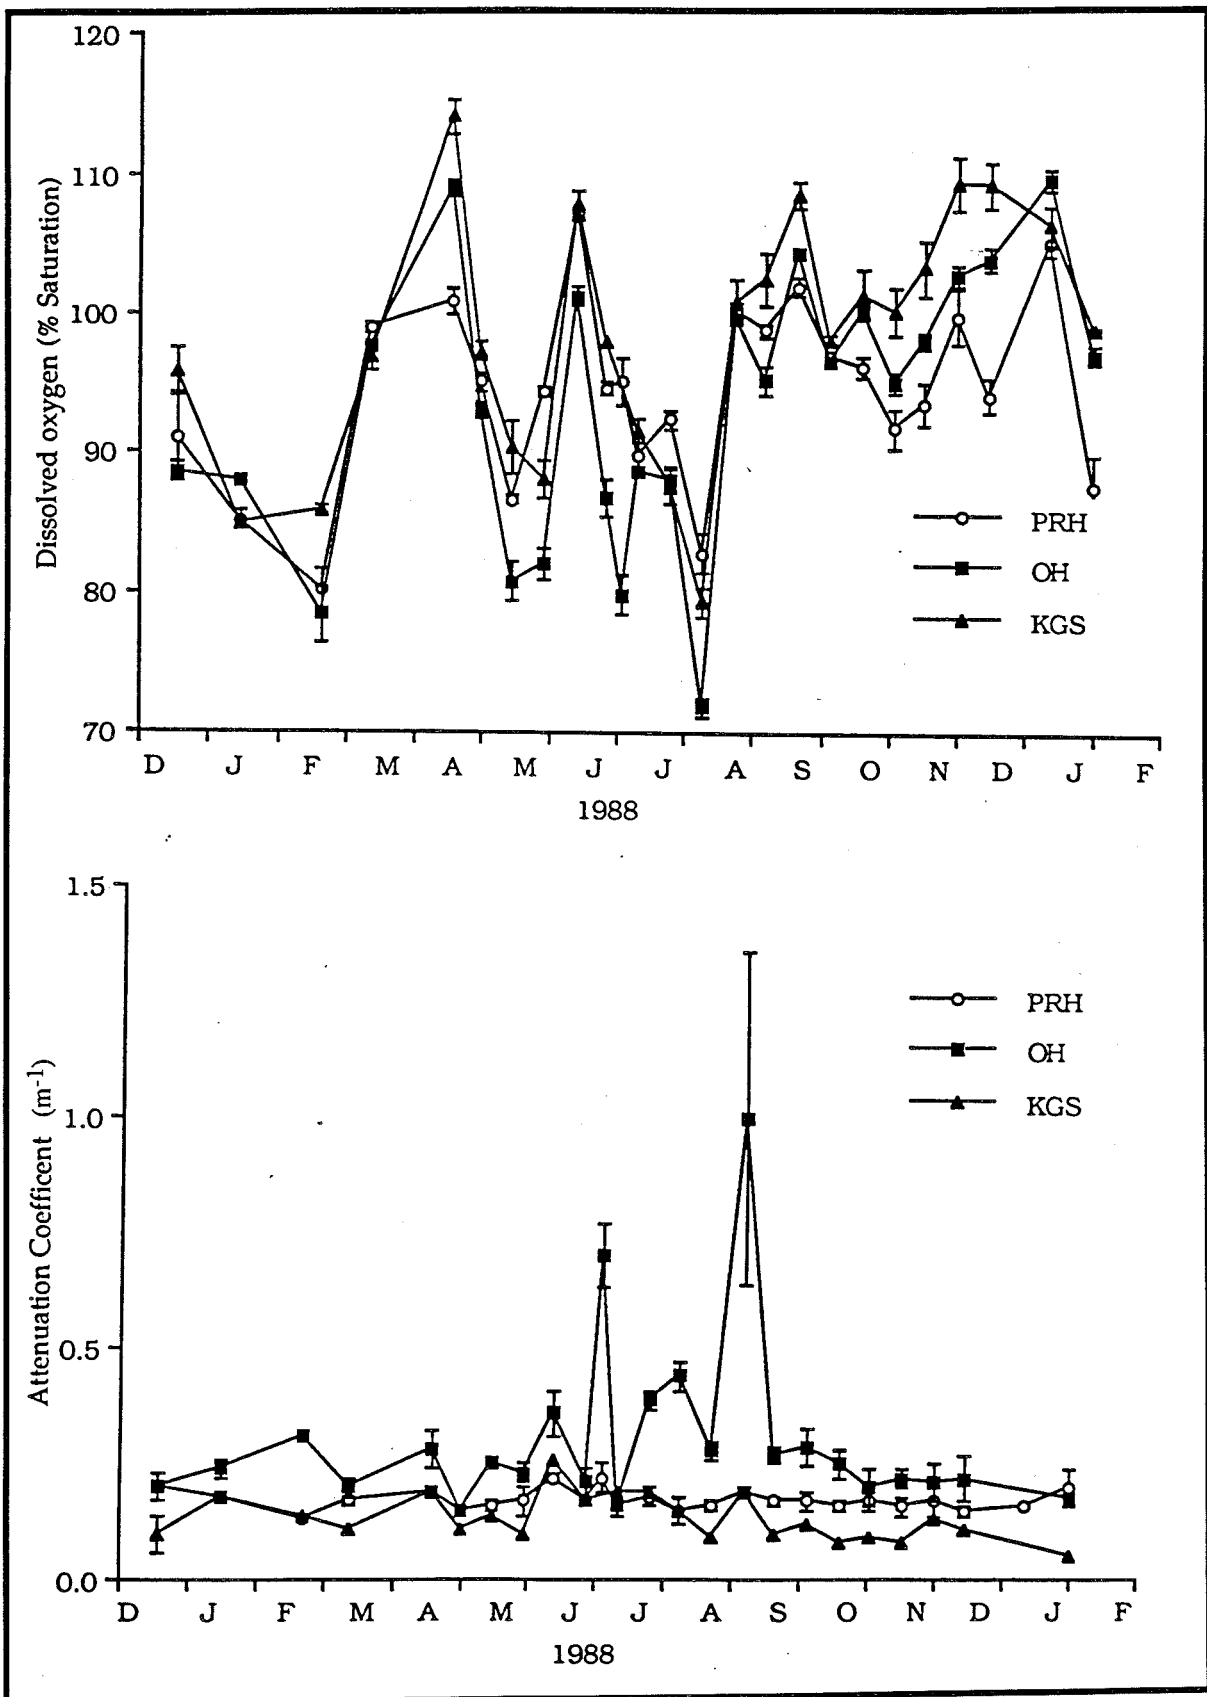 120
110
100
90
80
70
Dissolved oxygen (% Saturation)
PRH
OH
KGS
D J F M A M J J A S O N D J F
1988
1.5
1.0
0.5
0.0
Attenuation Coefficent (m-1)
PRH
OH
KGS
D J F M A M J J A S O N D J F
1988